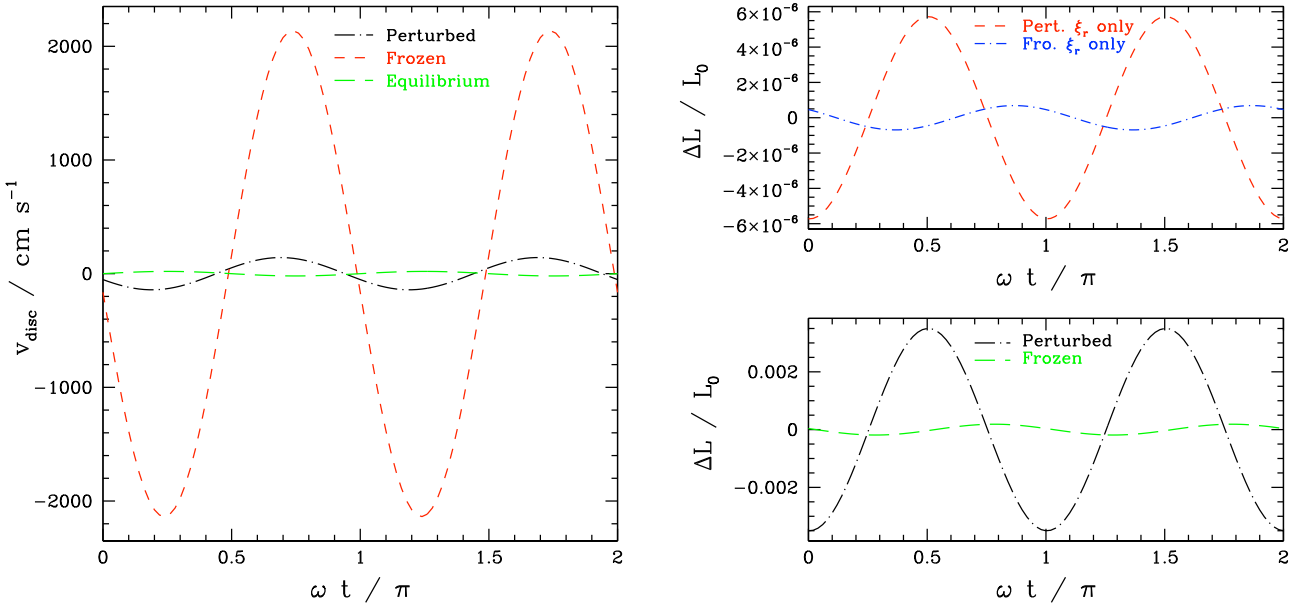 v_disc / cm s⁻¹
2000
1000
0
−1000
−2000
0 0.5 1 1.5 2
ω t / π
Perturbed
Frozen
Equilibrium
ΔL / L₀
6×10⁻⁶
4×10⁻⁶
2×10⁻⁶
0
−2×10⁻⁶
−4×10⁻⁶
−6×10⁻⁶
0 0.5 1 1.5 2
ω t / π
Pert. ξ_r only
Fro. ξ_r only
ΔL / L₀
0.002
0
−0.002
0 0.5 1 1.5 2
ω t / π
Perturbed
Frozen